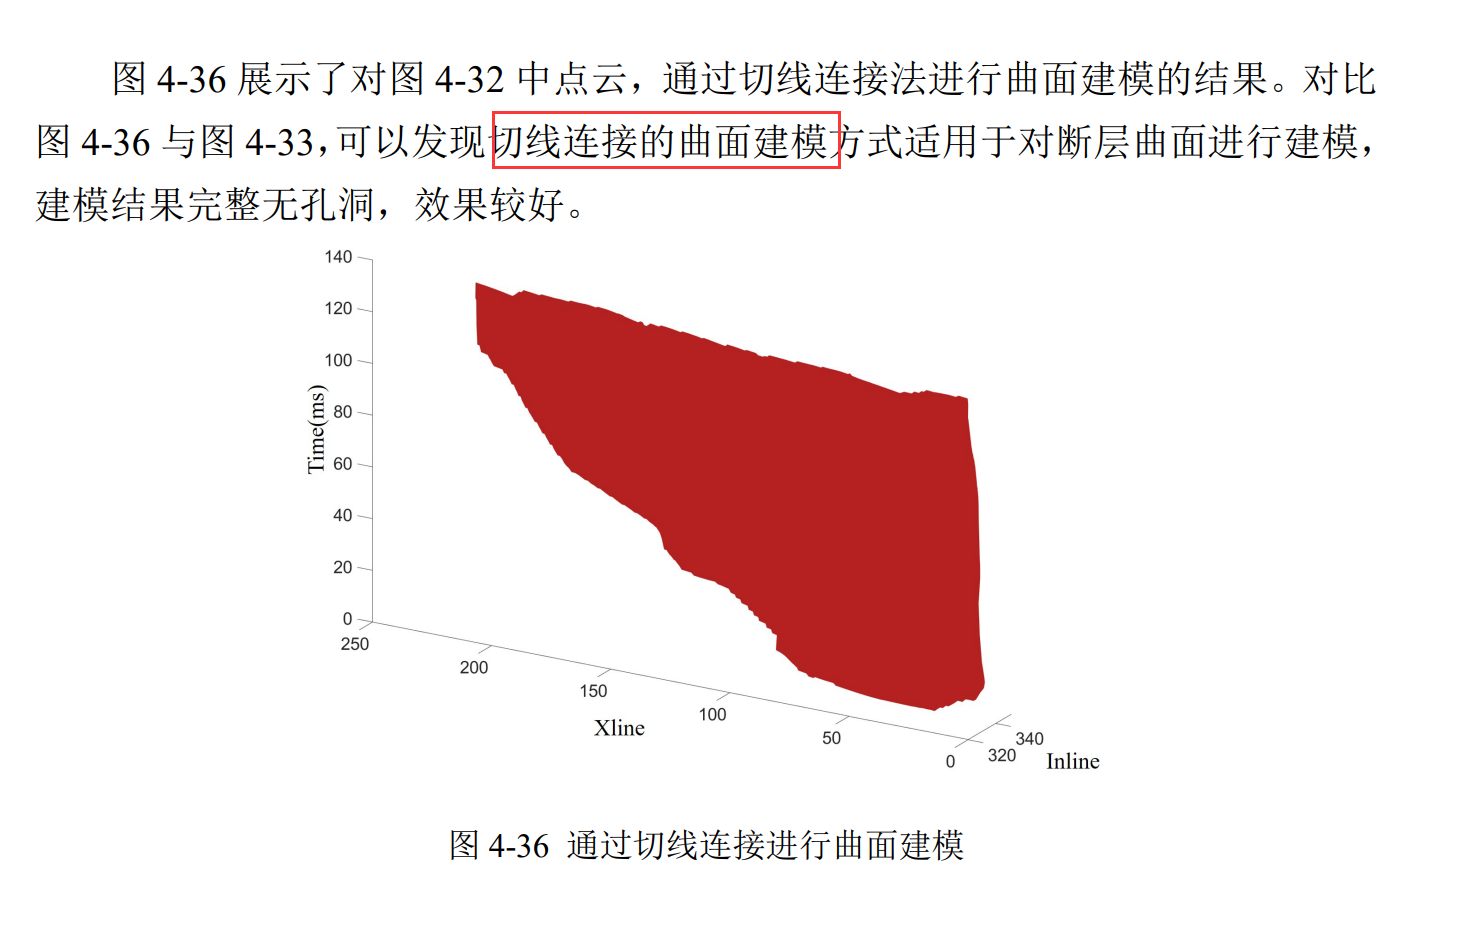 图 4-36 展示了对图 4-32 中点云，通过切线连接法进行曲面建模的结果。对比
图 4-36 与图 4-33，可以发现切线连接的曲面建模方式适用于对断层曲面进行建模，
建模结果完整无孔洞，效果较好。
140
120
100
80
60
40
20
0
Time(ms)
250
200
150
100
50
0
Xline
320
340
Inline
图 4-36 通过切线连接进行曲面建模